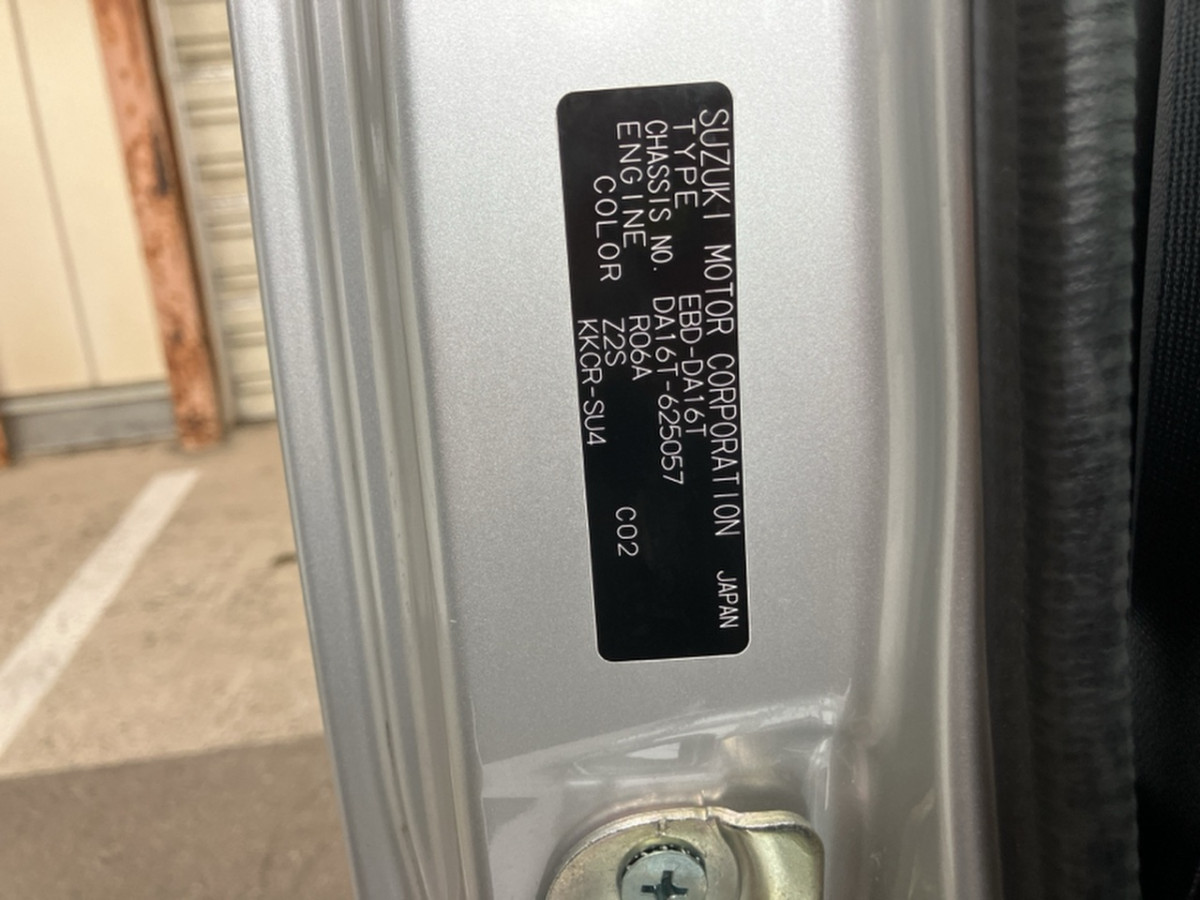 SUZUKI MOTOR CORPORATION JAPAN
TYPE EBD-DA16T
CHASSIS NO. DA16T-625057
ENGINE R06A
COLOR Z2S C02
KKCR-SU4